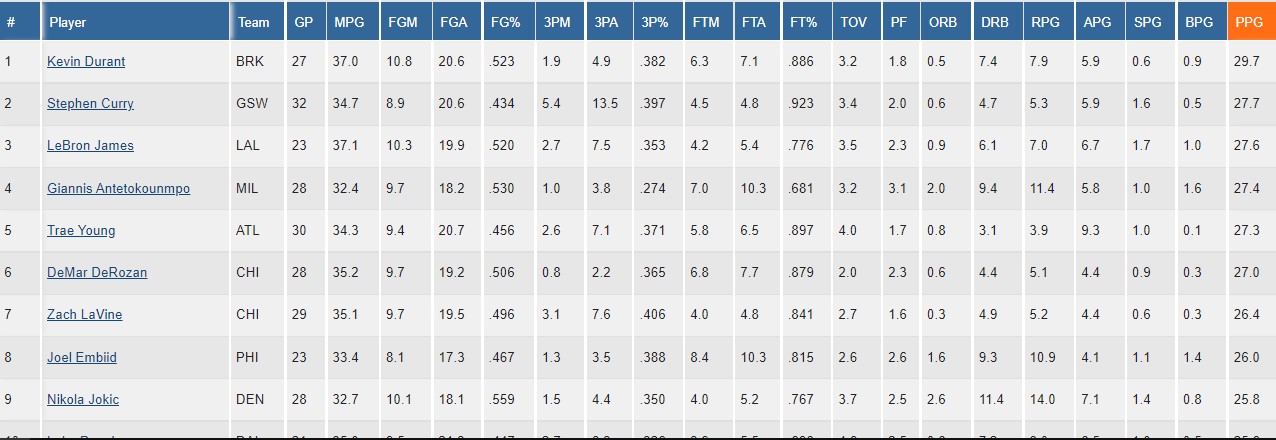 # Player Team GP MPG FGM FGA FG% 3PM 3PA 3P% FTM FTA FT% TOV PF ORB DRB RPG APG SPG BPG PPG
1 Kevin Durant BRK 27 37.0 10.8 20.6 .523 1.9 4.9 .382 6.3 7.1 .886 3.2 1.8 0.5 7.4 7.9 5.9 0.6 0.9 29.7
2 Stephen Curry GSW 32 34.7 8.9 20.6 .434 5.4 13.5 .397 4.5 4.8 .923 3.4 2.0 0.6 4.7 5.3 5.9 1.6 0.5 27.7
3 LeBron James LAL 23 37.1 10.3 19.9 .520 2.7 7.5 .353 4.2 5.4 .776 3.5 2.3 0.9 6.1 7.0 6.7 1.7 1.0 27.6
4 Giannis Antetokounmpo MIL 28 32.4 9.7 18.2 .530 1.0 3.8 .274 7.0 10.3 .681 3.2 3.1 2.0 9.4 11.4 5.8 1.0 1.6 27.4
5 Trae Young ATL 30 34.3 9.4 20.7 .456 2.6 7.1 .371 5.8 6.5 .897 4.0 1.7 0.8 3.1 3.9 9.3 1.0 0.1 27.3
6 DeMar DeRozan CHI 28 35.2 9.7 19.2 .506 0.8 2.2 .365 6.8 7.7 .879 2.0 2.3 0.6 4.4 5.1 4.4 0.9 0.3 27.0
7 Zach LaVine CHI 29 35.1 9.7 19.5 .496 3.1 7.6 .406 4.0 4.8 .841 2.7 1.6 0.3 4.9 5.2 4.4 0.6 0.3 26.4
8 Joel Embiid PHI 23 33.4 8.1 17.3 .467 1.3 3.5 .388 8.4 10.3 .815 2.6 2.6 1.6 9.3 10.9 4.1 1.1 1.4 26.0
9 Nikola Jokic DEN 28 32.7 10.1 18.1 .559 1.5 4.4 .350 4.0 5.2 .767 3.7 2.5 2.6 11.4 14.0 7.1 1.4 0.8 25.8